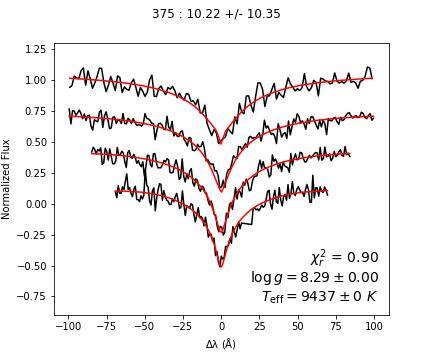 375 : 10.22 +/- 10.35
Normalized Flux
1.25
1.00
0.75
0.50
0.25
0.00
−0.25
−0.50
−0.75
χ²ᵣ = 0.90
log g = 8.29 ± 0.00
T_eff = 9437 ± 0 K
−100 −75 −50 −25 0 25 50 75 100
Δλ (Å)